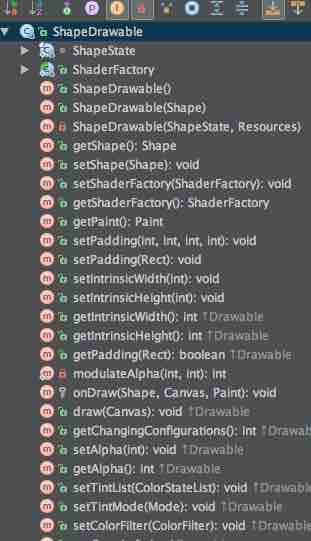 ShapeDrawable
ShapeState
ShaderFactory
ShapeDrawable()
ShapeDrawable(Shape)
ShapeDrawable(ShapeState, Resources)
getShape(): Shape
setShape(Shape): void
setShaderFactory(ShaderFactory): void
getShaderFactory(): ShaderFactory
getPaint(): Paint
setPadding(int, int, int, int): void
setPadding(Rect): void
setIntrinsicWidth(int): void
setIntrinsicHeight(int): void
getIntrinsicWidth(): int ↑Drawable
getIntrinsicHeight(): int ↑Drawable
getPadding(Rect): boolean ↑Drawable
modulateAlpha(int, int): int
onDraw(Shape, Canvas, Paint): void
draw(Canvas): void ↑Drawable
getChangingConfigurations(): int ↑Drawable
setAlpha(int): void ↑Drawable
getAlpha(): int ↑Drawable
setTintList(ColorStateList): void ↑Drawable
setTintMode(Mode): void ↑Drawable
setColorFilter(ColorFilter): void ↑Drawable